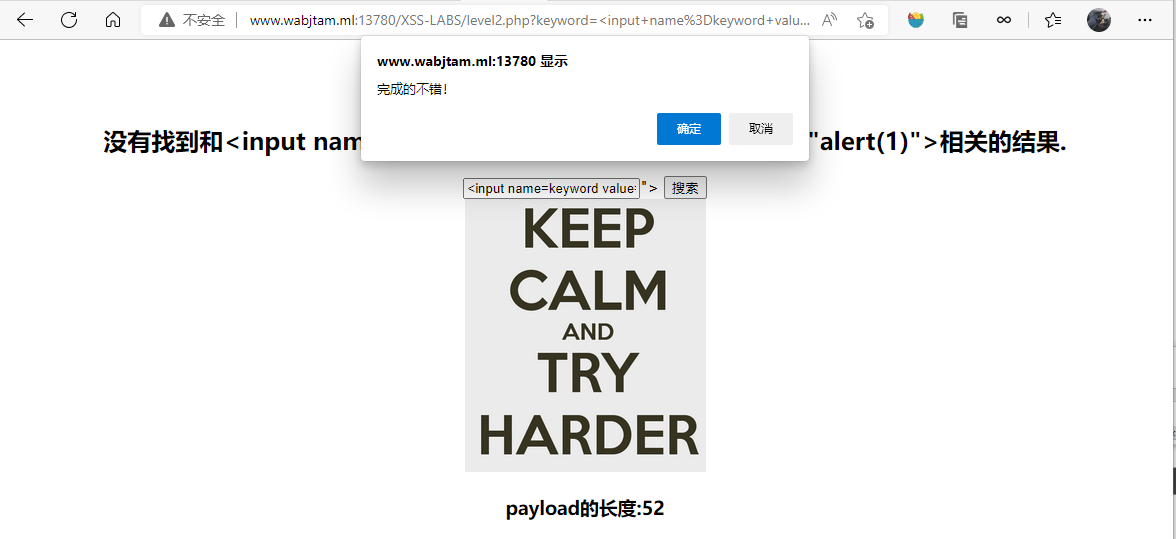 不安全 www.wabjtam.ml:13780/XSS-LABS/level2.php?keyword=<input+name%3Dkeyword+valu...
www.wabjtam.ml:13780 显示
完成的不错!
确定 取消
没有找到和<input nam "alert(1)">相关的结果.
<input name=keyword value= "> 搜索
KEEP
CALM
AND
TRY
HARDER
payload的长度:52